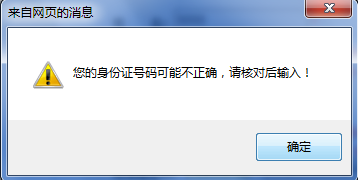 来自网页的消息
您的身份证号码可能不正确，请核对后输入！
确定